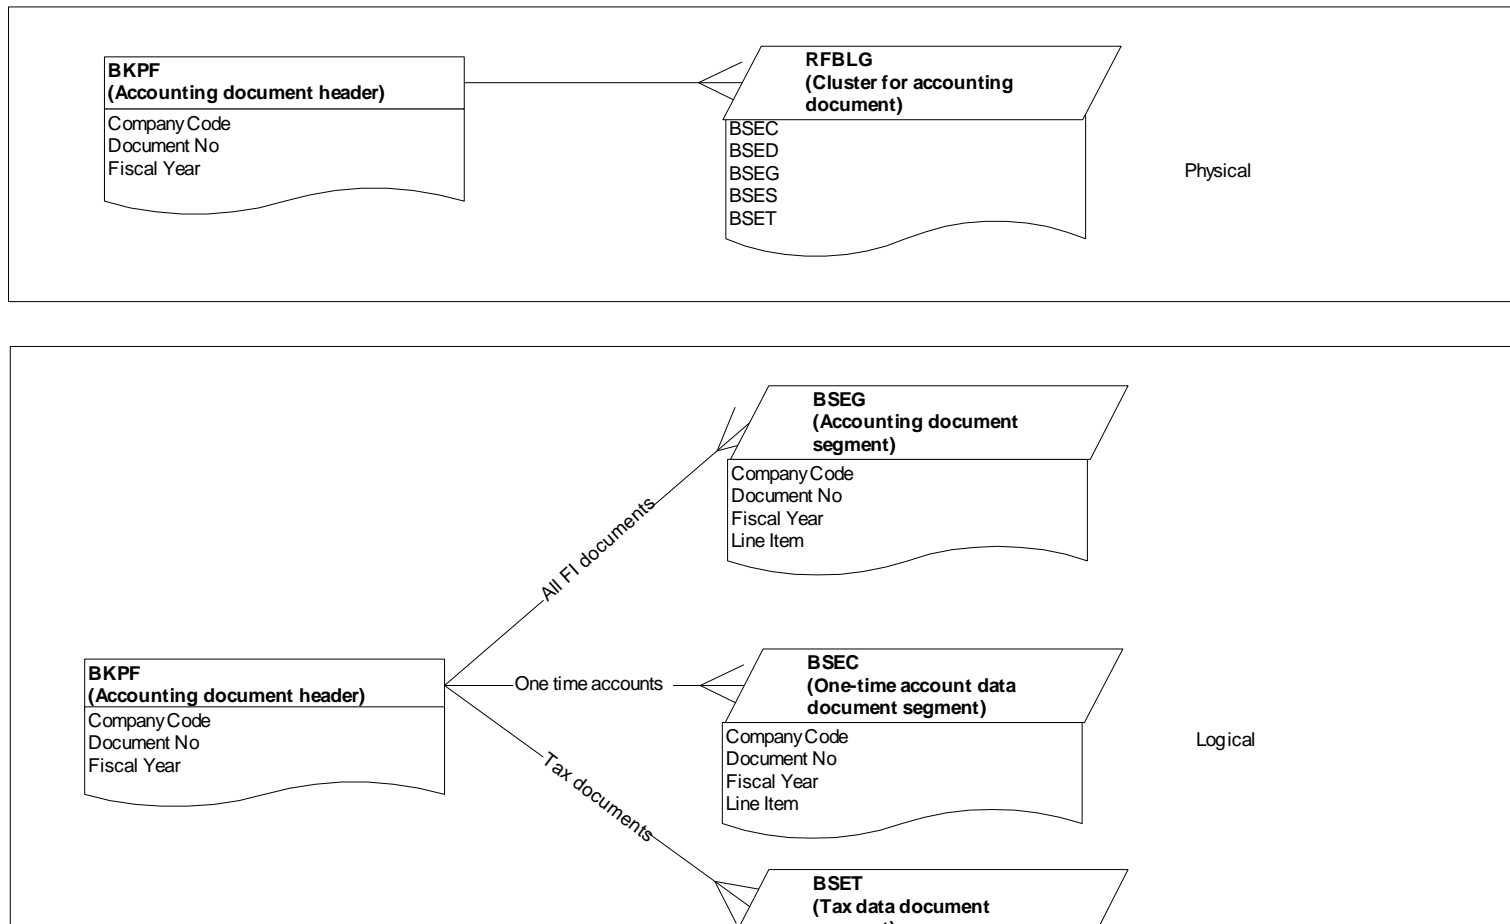 BKPF
(Accounting document header)
Company Code
Document No
Fiscal Year
RFBLG
(Cluster for accounting
document)
BSEC
BSED
BSEG
BSES
BSET
Physical
BSEG
(Accounting document
segment)
Company Code
Document No
Fiscal Year
Line Item
All FI documents
BKPF
(Accounting document header)
Company Code
Document No
Fiscal Year
One time accounts
BSEC
(One-time account data
document segment)
Company Code
Document No
Fiscal Year
Line Item
Logical
Tax documents
BSET
(Tax data document